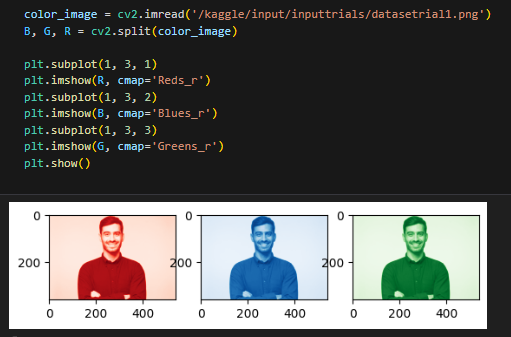 color_image = cv2.imread('/kaggle/input/inputtrials/datasetrial1.png')
B, G, R = cv2.split(color_image)
plt.subplot(1, 3, 1)
plt.imshow(R, cmap='Reds_r')
plt.subplot(1, 3, 2)
plt.imshow(B, cmap='Blues_r')
plt.subplot(1, 3, 3)
plt.imshow(G, cmap='Greens_r')
plt.show()
0 0 0
200 200 200
0 200 400 0 200 400 0 200 400